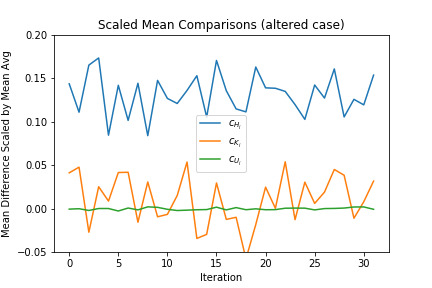 Scaled Mean Comparisons (altered case)
Mean Difference Scaled by Mean Avg
0.20
0.15
0.10
0.05
0.00
−0.05
c_{H_i}
c_{K_i}
c_{U_i}
0 5 10 15 20 25 30
Iteration